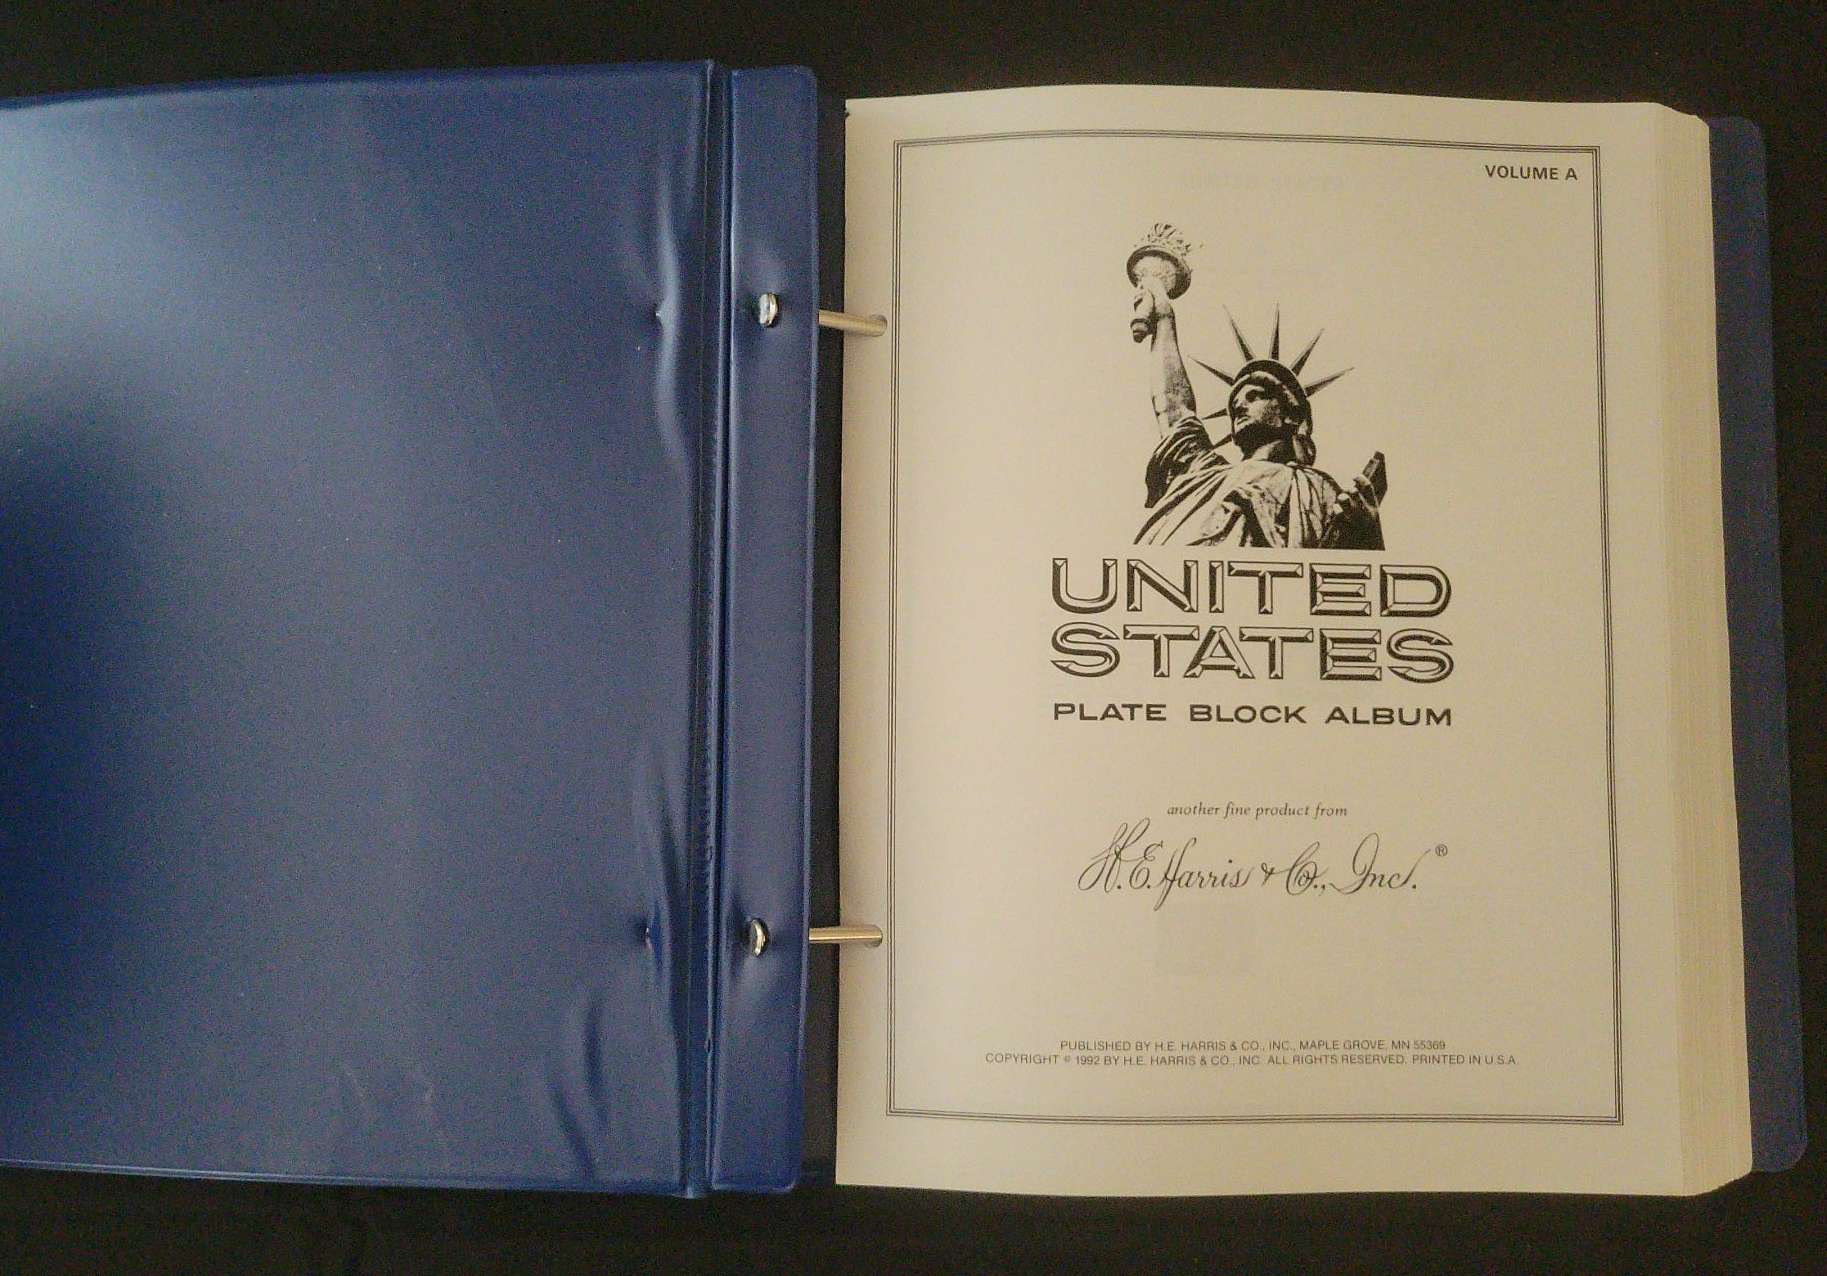 VOLUME A
UNITED
STATES
PLATE BLOCK ALBUM
another fine product from
H.E. Harris & Co., Inc.®
PUBLISHED BY H.E. HARRIS & CO., INC., MAPLE GROVE, MN 55369
COPYRIGHT © 1992 BY H.E. HARRIS & CO., INC. ALL RIGHTS RESERVED. PRINTED IN U.S.A.